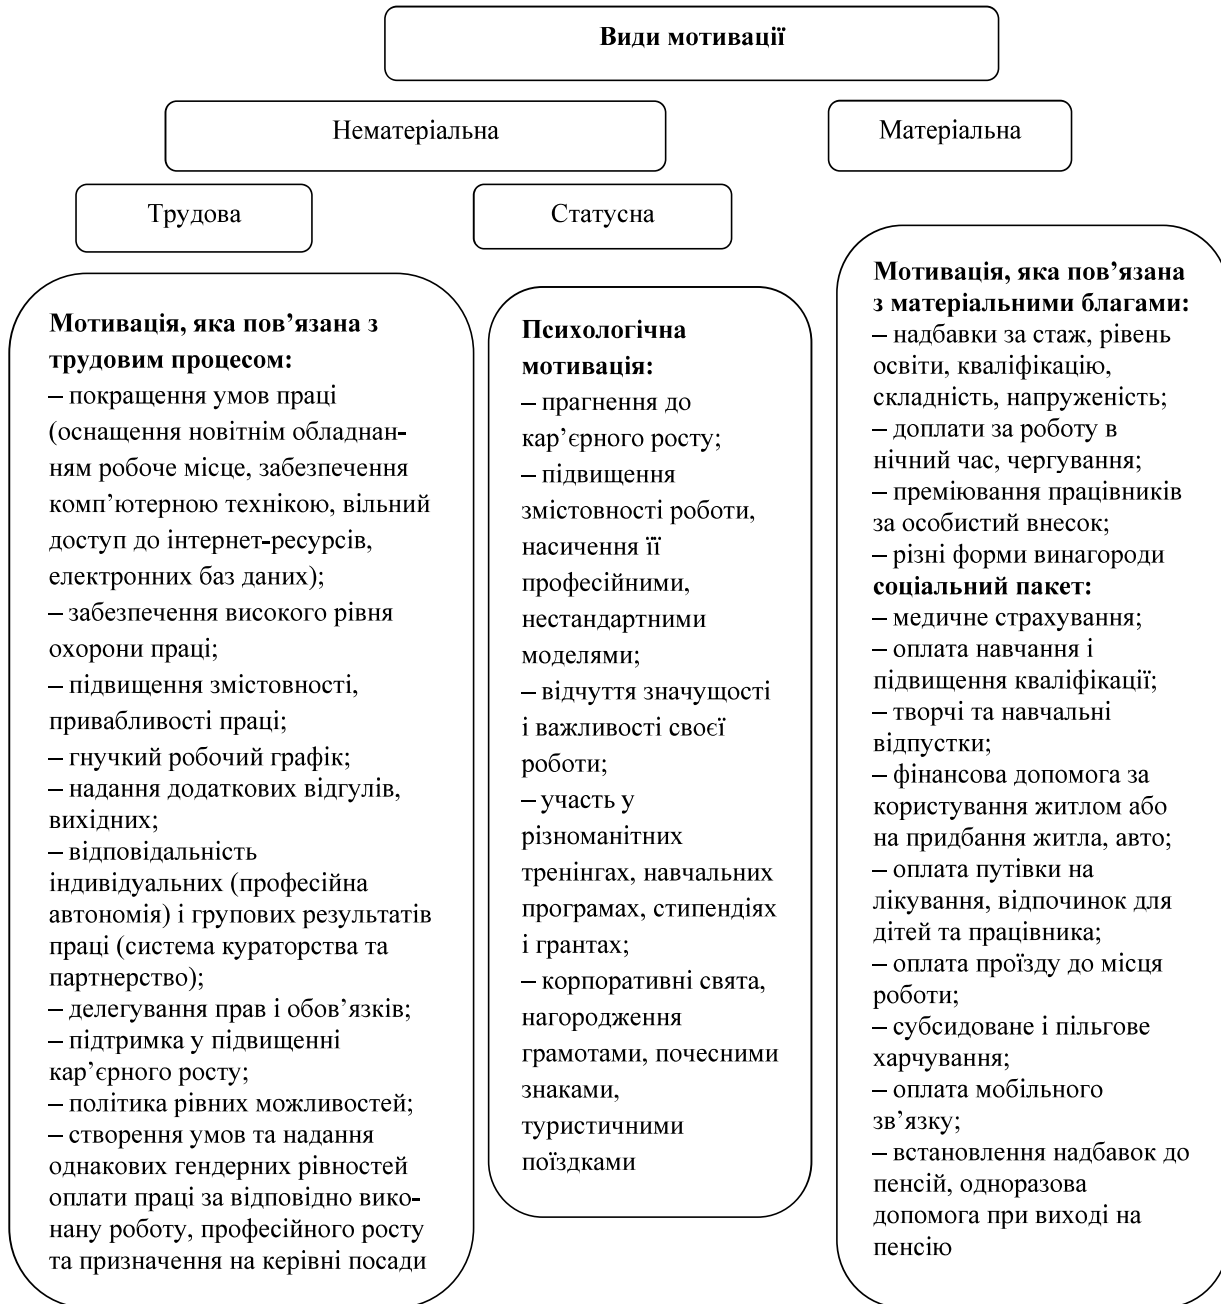 Види мотивації
Нематеріальна
Матеріальна
Трудова
Статусна
Мотивація, яка пов’язана з
трудовим процесом:
– покращення умов праці
(оснащення новітнім обладнан-
ням робоче місце, забезпечення
комп’ютерною технікою, вільний
доступ до інтернет-ресурсів,
електронних баз даних);
– забезпечення високого рівня
охорони праці;
– підвищення змістовності,
привабливості праці;
– гнучкий робочий графік;
– надання додаткових відгулів,
вихідних;
– відповідальність
індивідуальних (професійна
автономія) і групових результатів
праці (система кураторства та
партнерство);
– делегування прав і обов’язків;
– підтримка у підвищенні
кар’єрного росту;
– політика рівних можливостей;
– створення умов та надання
однакових гендерних рівностей
оплати праці за відповідно вико-
нану роботу, професійного росту
та призначення на керівні посади
Психологічна
мотивація:
– прагнення до
кар’єрного росту;
– підвищення
змістовності роботи,
насичення її
професійними,
нестандартними
моделями;
– відчуття значущості
і важливості своєї
роботи;
– участь у
різноманітних
тренінгах, навчальних
програмах, стипендіях
і грантах;
– корпоративні свята,
нагородження
грамотами, почесними
знаками,
туристичними
поїздками
Мотивація, яка пов’язана
з матеріальними благами:
– надбавки за стаж, рівень
освіти, кваліфікацію,
складність, напруженість;
– доплати за роботу в
нічний час, чергування;
– преміювання працівників
за особистий внесок;
– різні форми винагороди
соціальний пакет:
– медичне страхування;
– оплата навчання і
підвищення кваліфікації;
– творчі та навчальні
відпустки;
– фінансова допомога за
користування житлом або
на придбання житла, авто;
– оплата путівки на
лікування, відпочинок для
дітей та працівника;
– оплата проїзду до місця
роботи;
– субсидоване і пільгове
харчування;
– оплата мобільного
зв’язку;
– встановлення надбавок до
пенсій, одноразова
допомога при виході на
пенсію